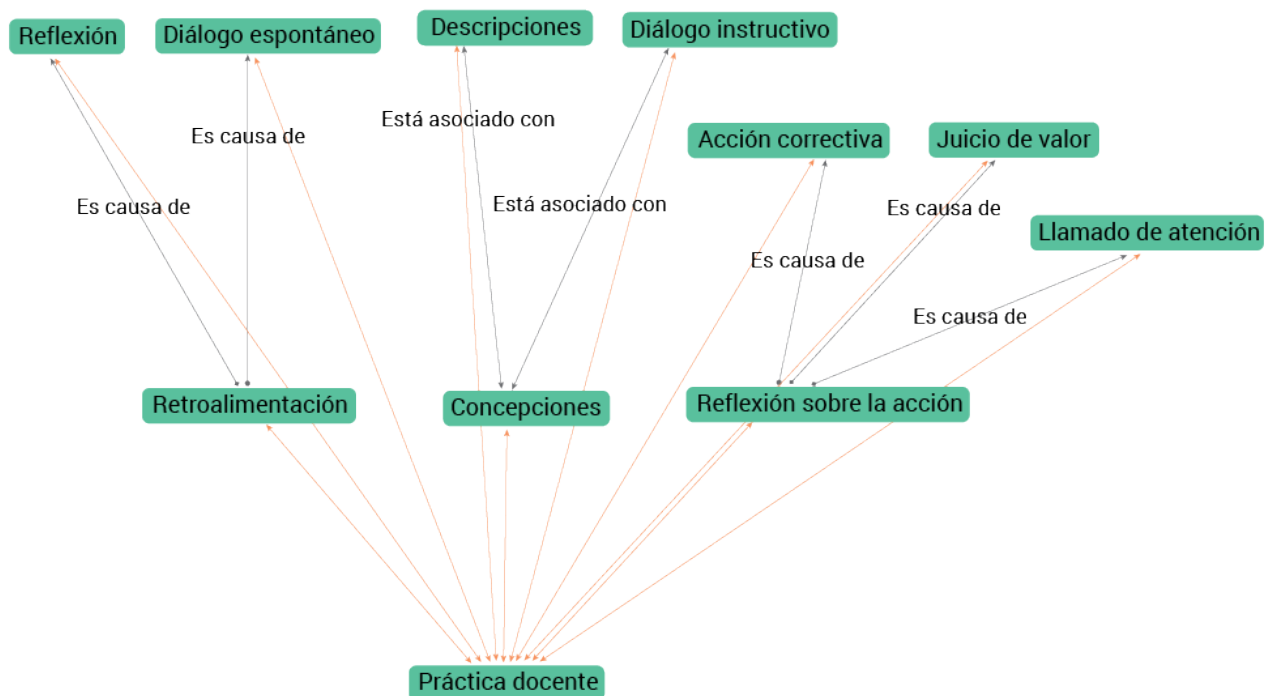 Reflexión
Diálogo espontáneo
Descripciones
Diálogo instructivo
Está asociado con
Es causa de
Acción correctiva
Juicio de valor
Es causa de
Está asociado con
Es causa de
Llamado de atención
Es causa de
Es causa de
Retroalimentación
Concepciones
Reflexión sobre la acción
Práctica docente